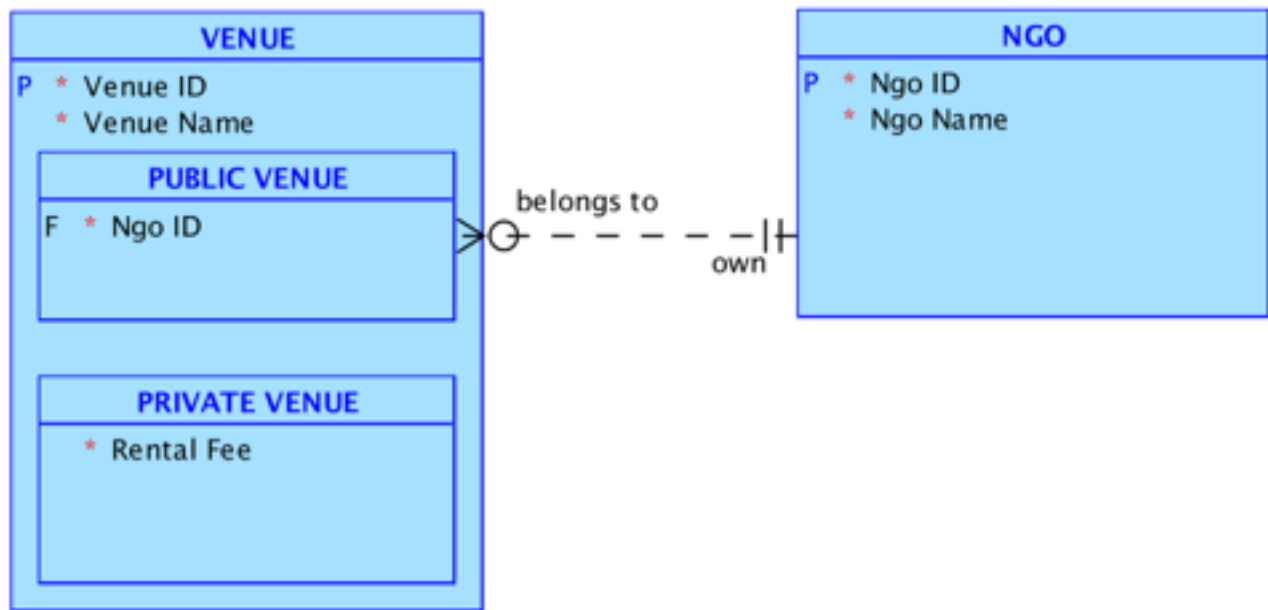 VENUE
P * Venue ID
* Venue Name
PUBLIC VENUE
F * Ngo ID
PRIVATE VENUE
* Rental Fee
belongs to
own
NGO
P * Ngo ID
* Ngo Name